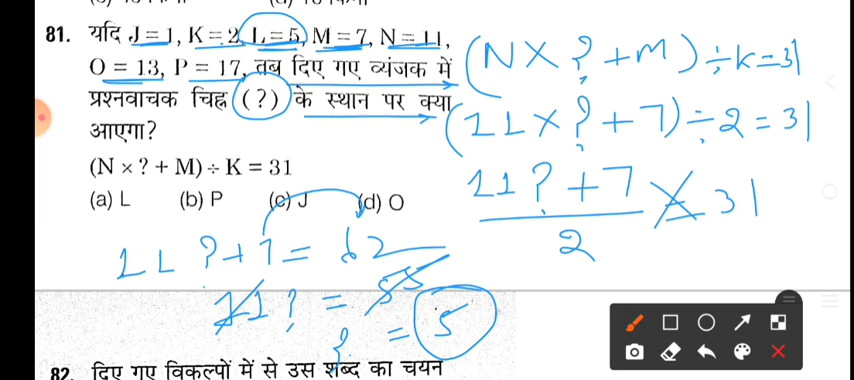 81. यदि J = 1, K = 2, L = 5, M = 7, N = 11,
O = 13, P = 17, तब दिए गए व्यंजक में
प्रश्नवाचक चिह्न (?) के स्थान पर क्या
आएगा?
(N × ? + M) ÷ K = 31
(a) L (b) P (c) J (d) O
(N X ? + M) ÷ K = 31
(11 X ? + 7) ÷ 2 = 31
11 ? + 7
2
31
11 ? + 7 = 62
11 ? = 55
? = 5
82. दिए गए विकल्पों में से उस शब्द का चयन